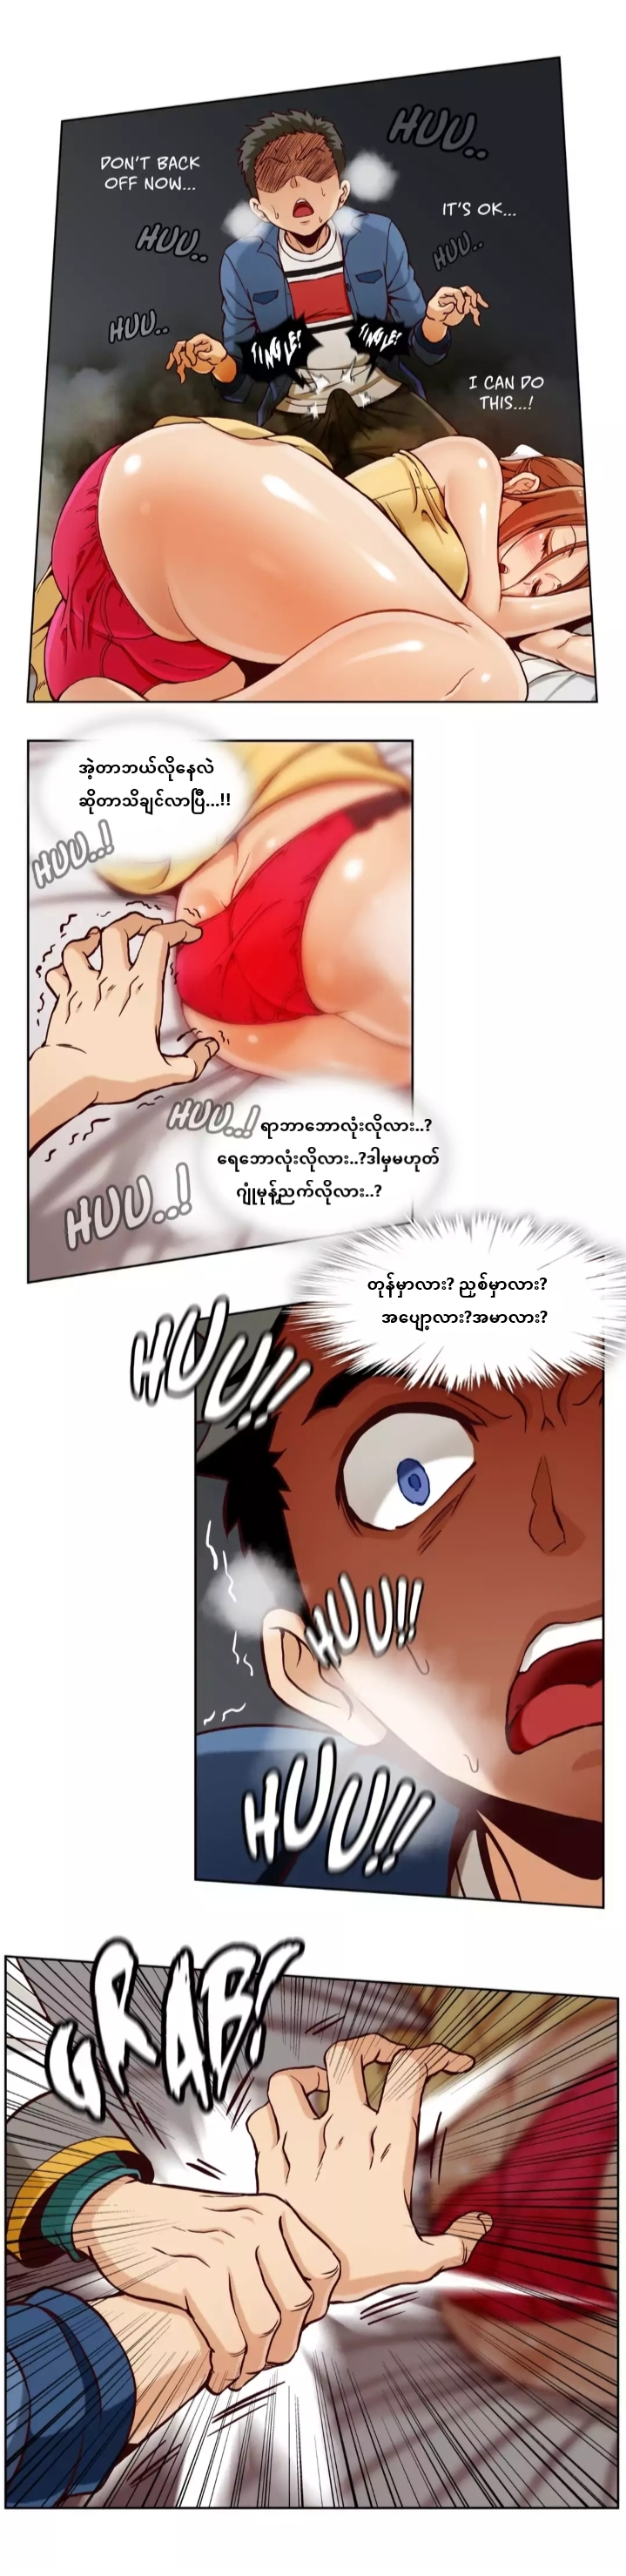 HUU..
DON'T BACK
OFF NOW...
IT'S OK...
HUU..
HUU..
HUU..
TINGLE!
TINGLE!
I CAN DO
THIS...!
အဲ့တာဘယ်လိုနေလဲ
ဆိုတာသိချင်လာပြီ...!!
HUU..!
HUU..!
ရာဘာဘောလုံးလိုလား..?
ရေဘောလုံးလိုလား..?ဒါမှမဟုတ်
ဂျုံမုန့်ညက်လိုလား..?
HUU..!
တုန်မှာလား? ညှစ်မှာလား?
အပျော့လား?အမာလား?
HUU!!
HUU!!
HUU!!
GRAB!